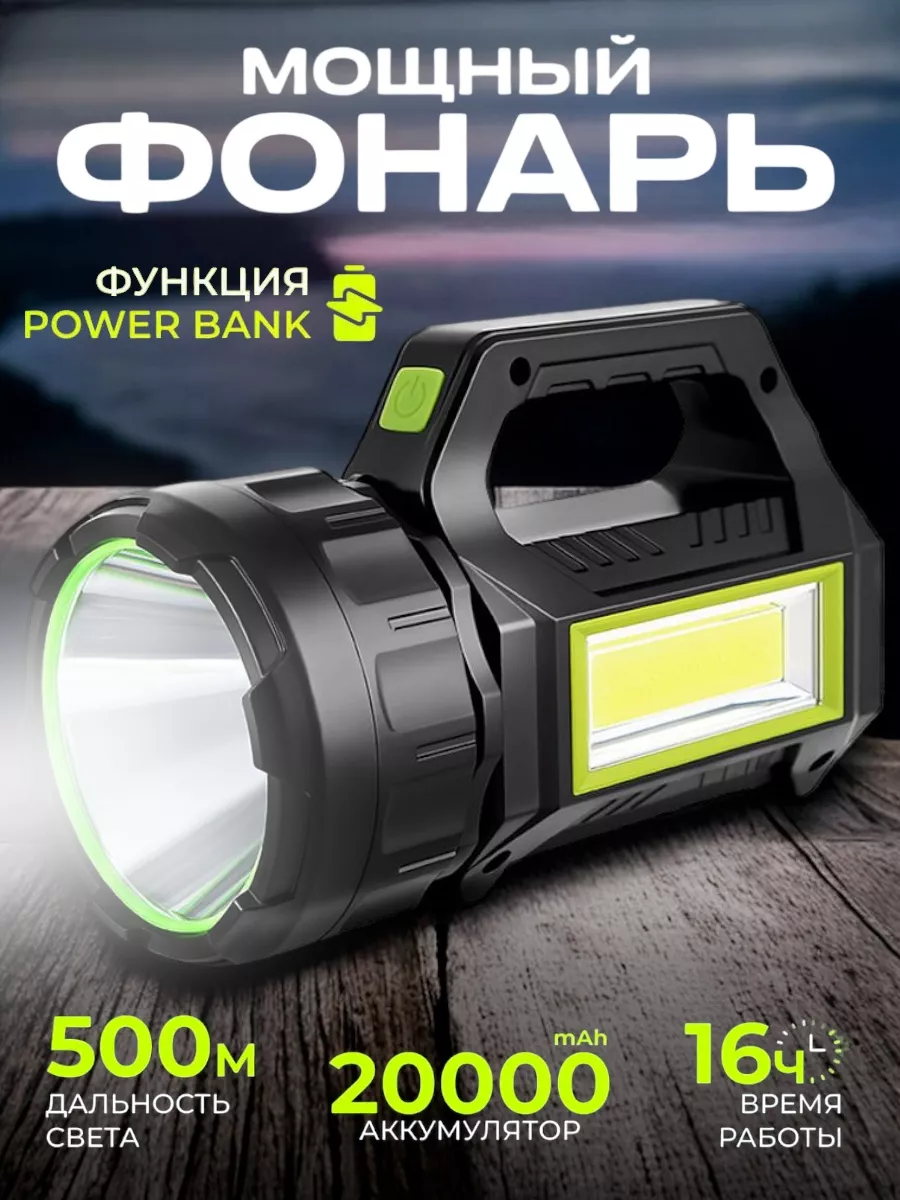 МОЩНЫЙ
ФОНАРЬ
ФУНКЦИЯ
POWER BANK
500м
ДАЛЬНОСТЬ
СВЕТА
mAh
20000
АККУМУЛЯТОР
16ч
ВРЕМЯ
РАБОТЫ